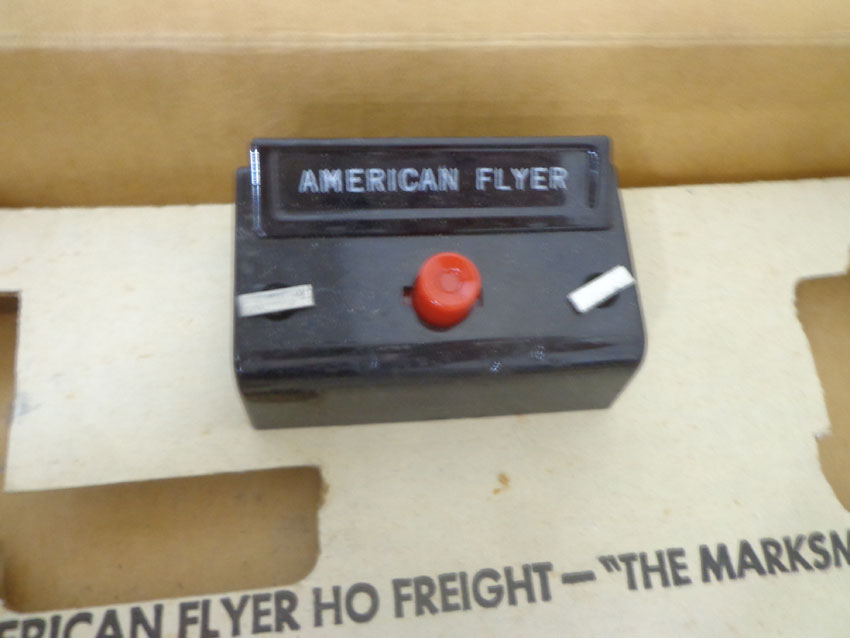 AMERICAN FLYER
ERICAN FLYER HO FREIGHT — "THE MARKSM